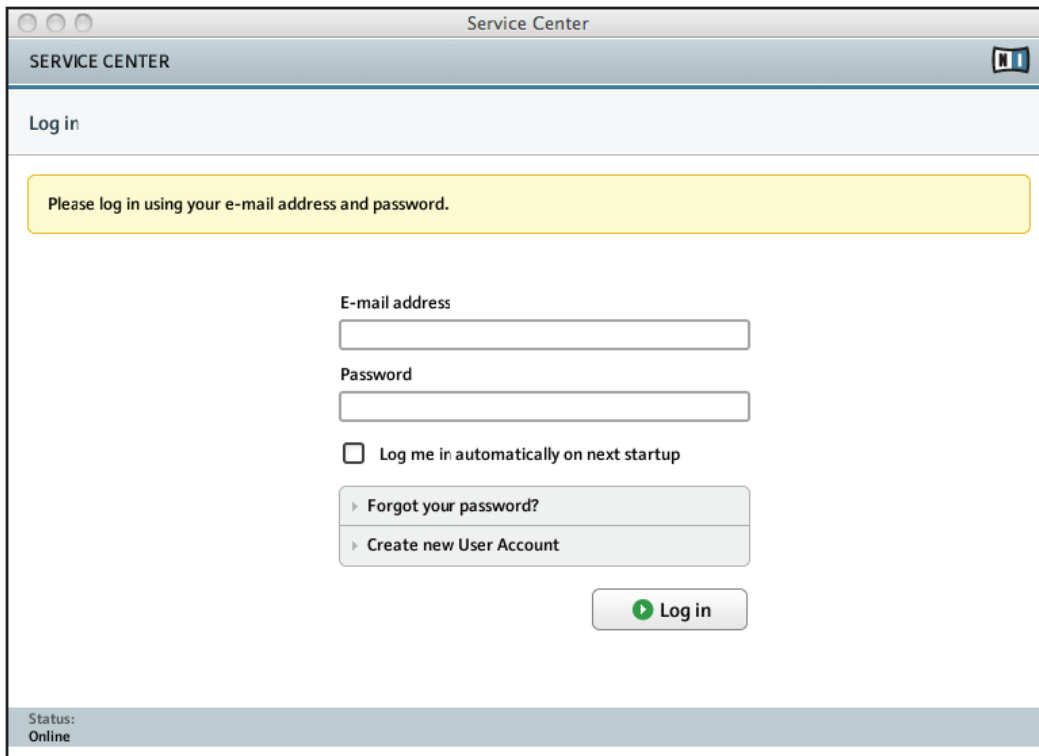 Service Center
SERVICE CENTER
NI
Log in
Please log in using your e-mail address and password.
E-mail address
Password
Log me in automatically on next startup
Forgot your password?
Create new User Account
Log in
Status:
Online